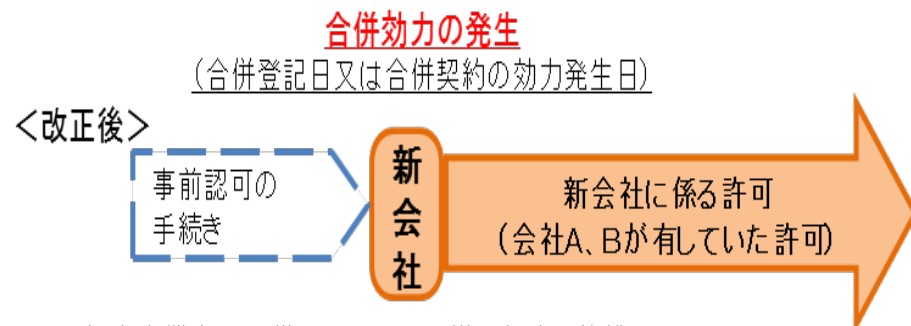 合併効力の発生
（合併登記日又は合併契約の効力発生日）
＜改正後＞
事前認可の
手続き
新会社
新会社に係る許可
（会社A、Bが有していた許可）